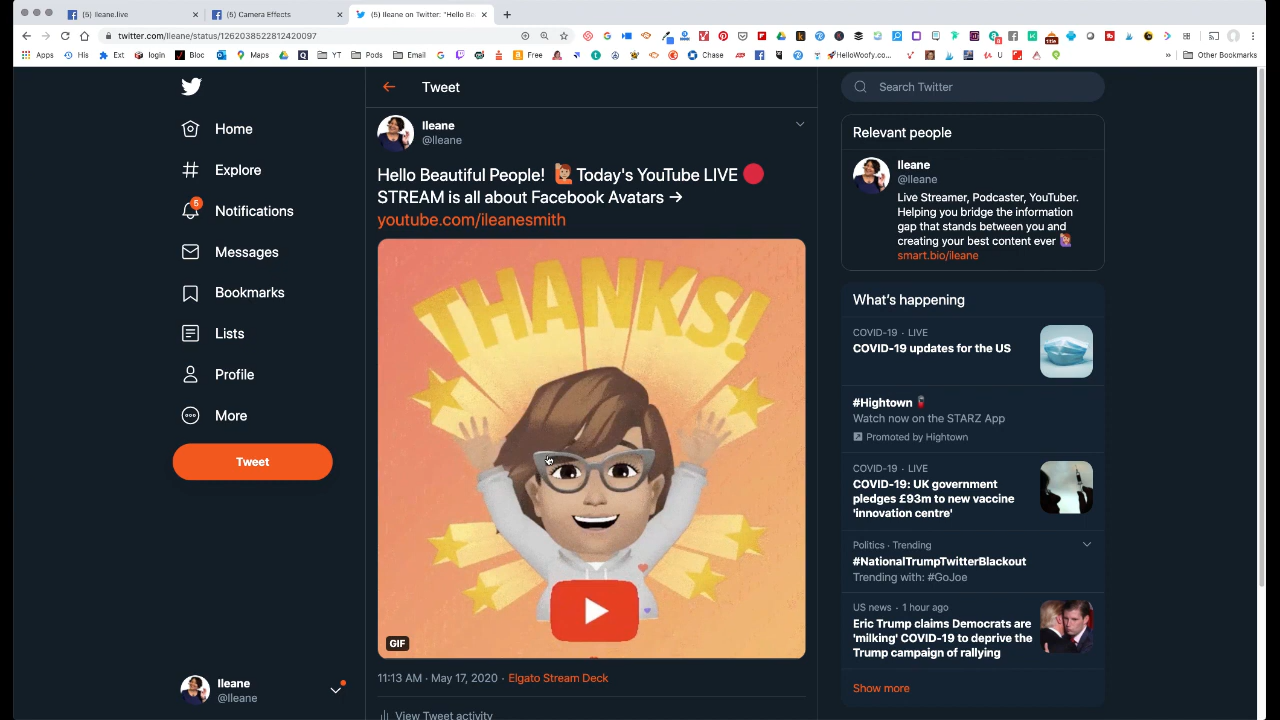 (5) Ileane.live
(5) Camera Effects
(5) Ileane on Twitter: "Hello Be
twitter.com/Ileane/status/1262038522812420097
Apps
His
Ext
login
Bloc
Maps
YT
Pods
Email
Free
Chase
HelloWoofy.co...
Other Bookmarks
Home
Explore
5
Notifications
Messages
Bookmarks
Lists
Profile
More
Tweet
Ileane
@Ileane
Tweet
Ileane
@Ileane
Hello Beautiful People! 🙋🏽 Today's YouTube LIVE 🔴
STREAM is all about Facebook Avatars →
youtube.com/ileanesmith
THANKS!
GIF
11:13 AM · May 17, 2020 · Elgato Stream Deck
View Tweet activity
Search Twitter
Relevant people
Ileane
@Ileane
Live Streamer, Podcaster, YouTuber.
Helping you bridge the information
gap that stands between you and
creating your best content ever 🙋🏽
smart.bio/ileane
What's happening
COVID-19 · LIVE
COVID-19 updates for the US
#Hightown
Watch now on the STARZ App
Promoted by Hightown
COVID-19 · LIVE
COVID-19: UK government
pledges £93m to new vaccine
'innovation centre'
Politics · Trending
#NationalTrumpTwitterBlackout
Trending with: #GoJoe
US news · 1 hour ago
Eric Trump claims Democrats are
'milking' COVID-19 to deprive the
Trump campaign of rallying
Show more